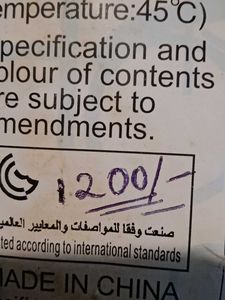 emperature:45°C)
pecification and
olour of contents
re subject to
mendments.
1200/-
صنعت وفقا للمواصفات والمعايير العالمية
ted according to international standards
MADE IN CHINA